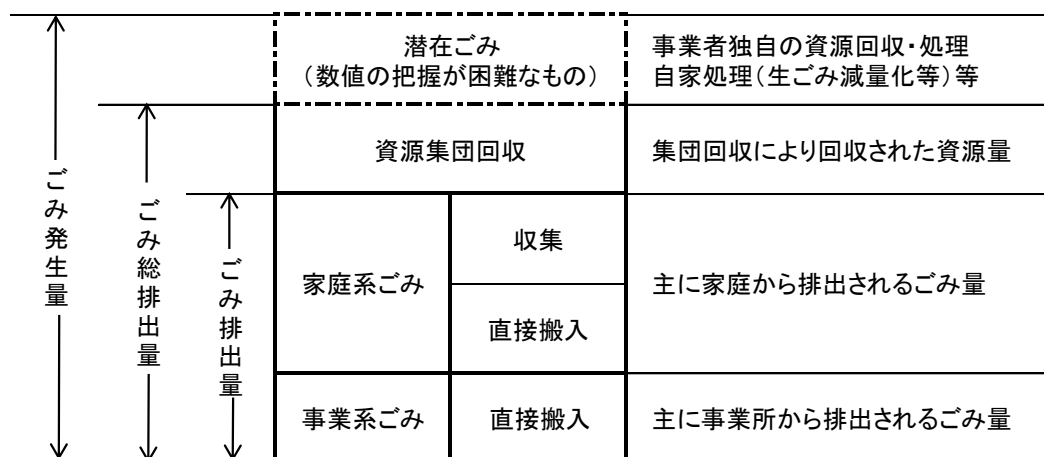 ごみ発生量
ごみ総排出量
ごみ排出量
潜在ごみ
(数値の把握が困難なもの)
事業者独自の資源回収・処理
自家処理(生ごみ減量化等)等
資源集団回収
集団回収により回収された資源量
家庭系ごみ
収集
直接搬入
主に家庭から排出されるごみ量
事業系ごみ
直接搬入
主に事業所から排出されるごみ量